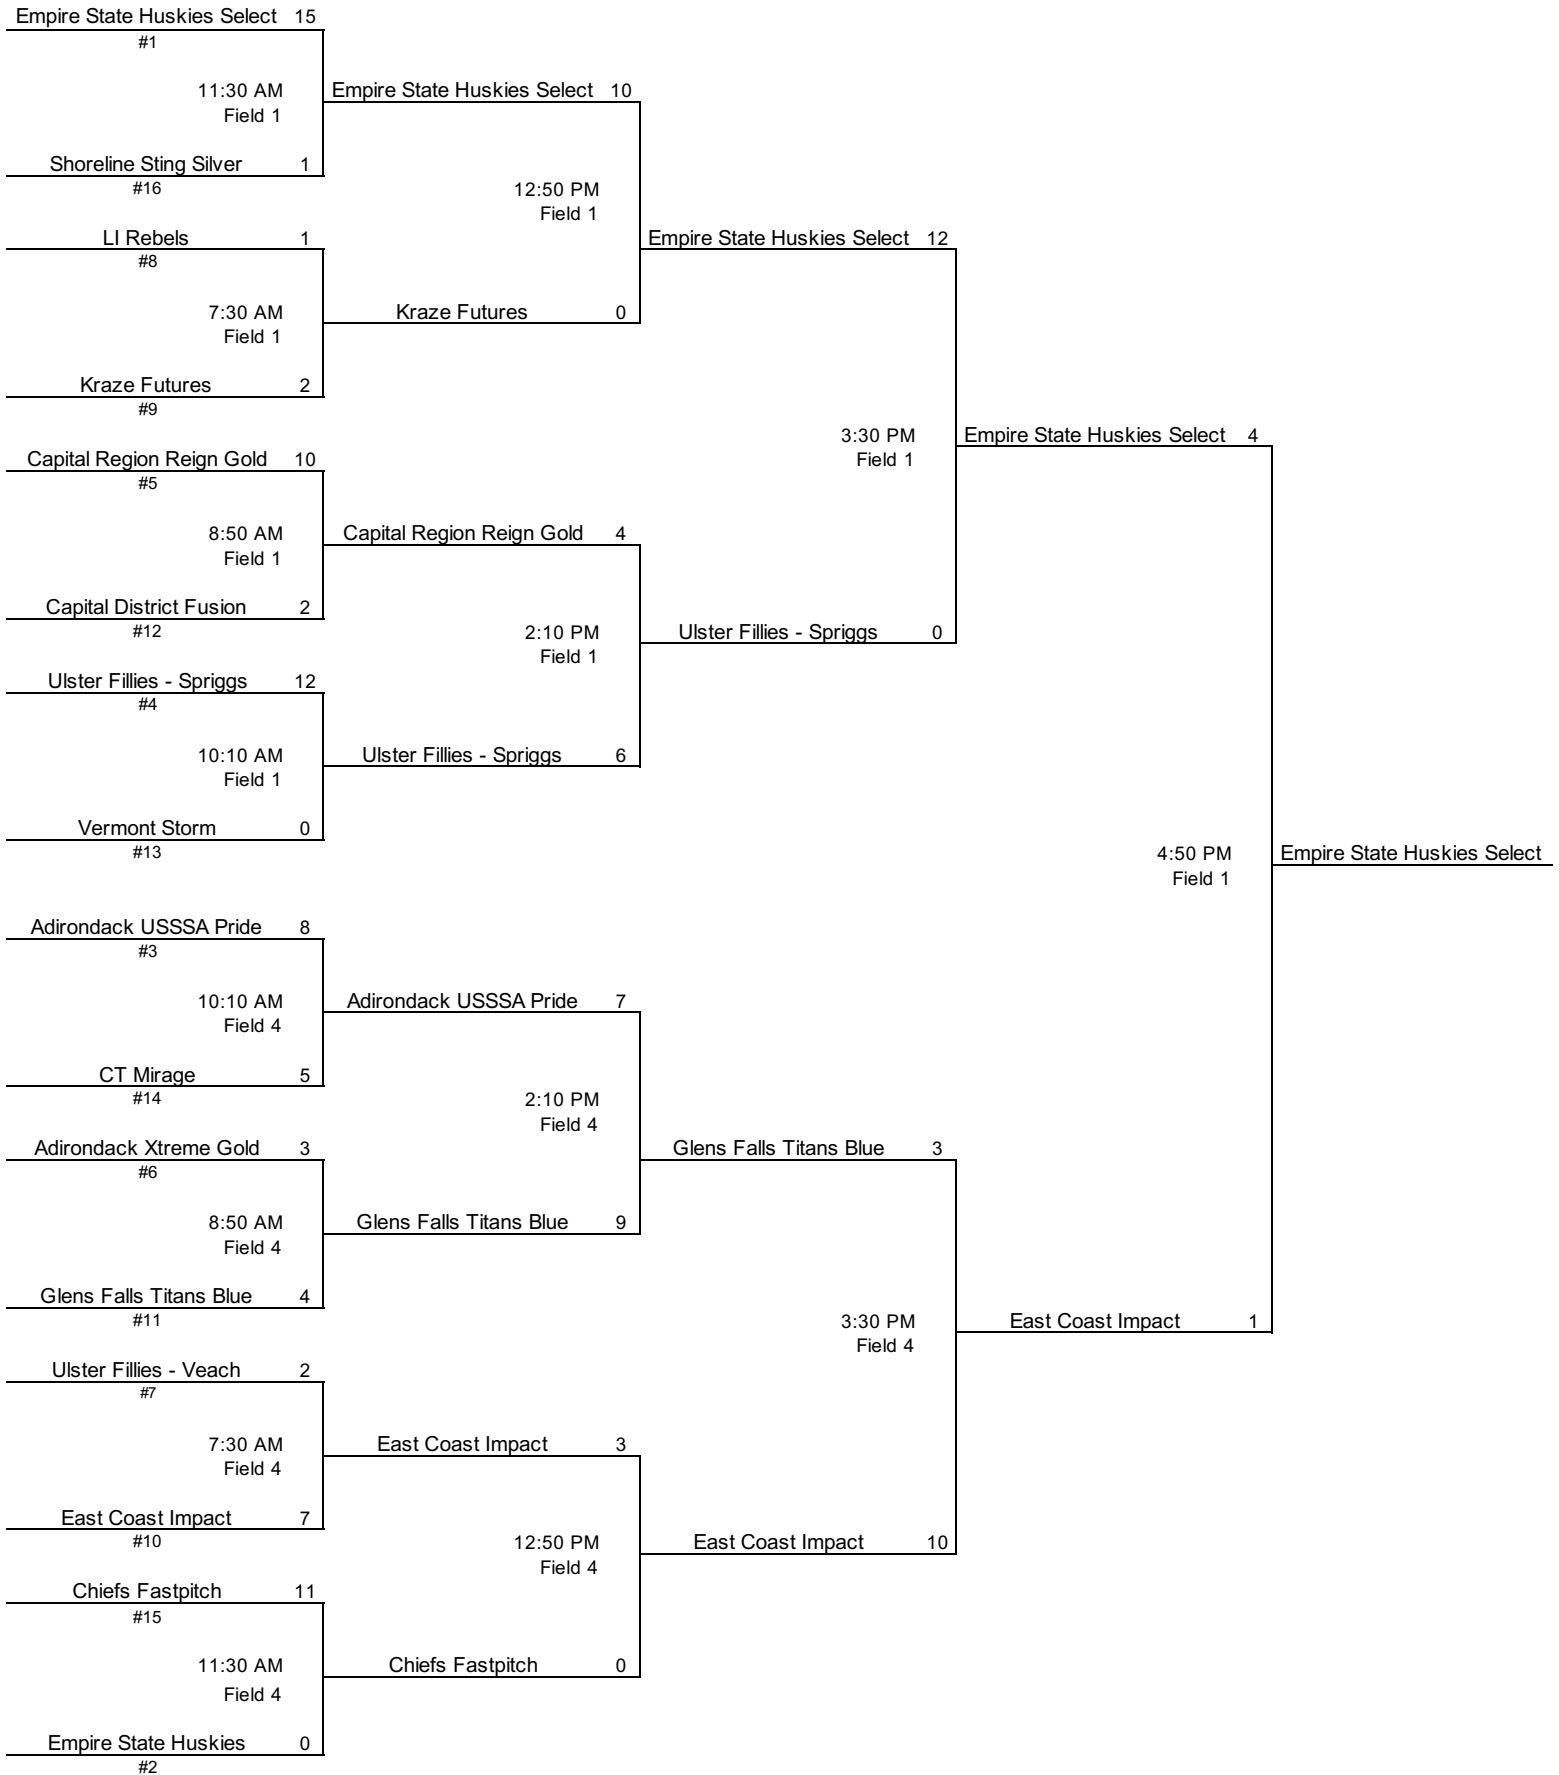 Empire State Huskies Select 15
#1
11:30 AM
Field 1
Shoreline Sting Silver 1
#16
LI Rebels 1
#8
7:30 AM
Field 1
Kraze Futures 2
#9
Capital Region Reign Gold 10
#5
8:50 AM
Field 1
Capital District Fusion 2
#12
Ulster Fillies - Spriggs 12
#4
10:10 AM
Field 1
Vermont Storm 0
#13
Adirondack USSSA Pride 8
#3
10:10 AM
Field 4
CT Mirage 5
#14
Adirondack Xtreme Gold 3
#6
8:50 AM
Field 4
Glens Falls Titans Blue 4
#11
Ulster Fillies - Veach 2
#7
7:30 AM
Field 4
East Coast Impact 7
#10
Chiefs Fastpitch 11
#15
11:30 AM
Field 4
Empire State Huskies 0
#2
Empire State Huskies Select 10
12:50 PM
Field 1
Kraze Futures 0
Capital Region Reign Gold 4
2:10 PM
Field 1
Ulster Fillies - Spriggs 6
Adirondack USSSA Pride 7
2:10 PM
Field 4
Glens Falls Titans Blue 9
East Coast Impact 3
12:50 PM
Field 4
Chiefs Fastpitch 0
Empire State Huskies Select 12
3:30 PM
Field 1
Ulster Fillies - Spriggs 0
Glens Falls Titans Blue 3
3:30 PM
Field 4
East Coast Impact 10
Empire State Huskies Select 4
4:50 PM
Field 1
East Coast Impact 1
Empire State Huskies Select